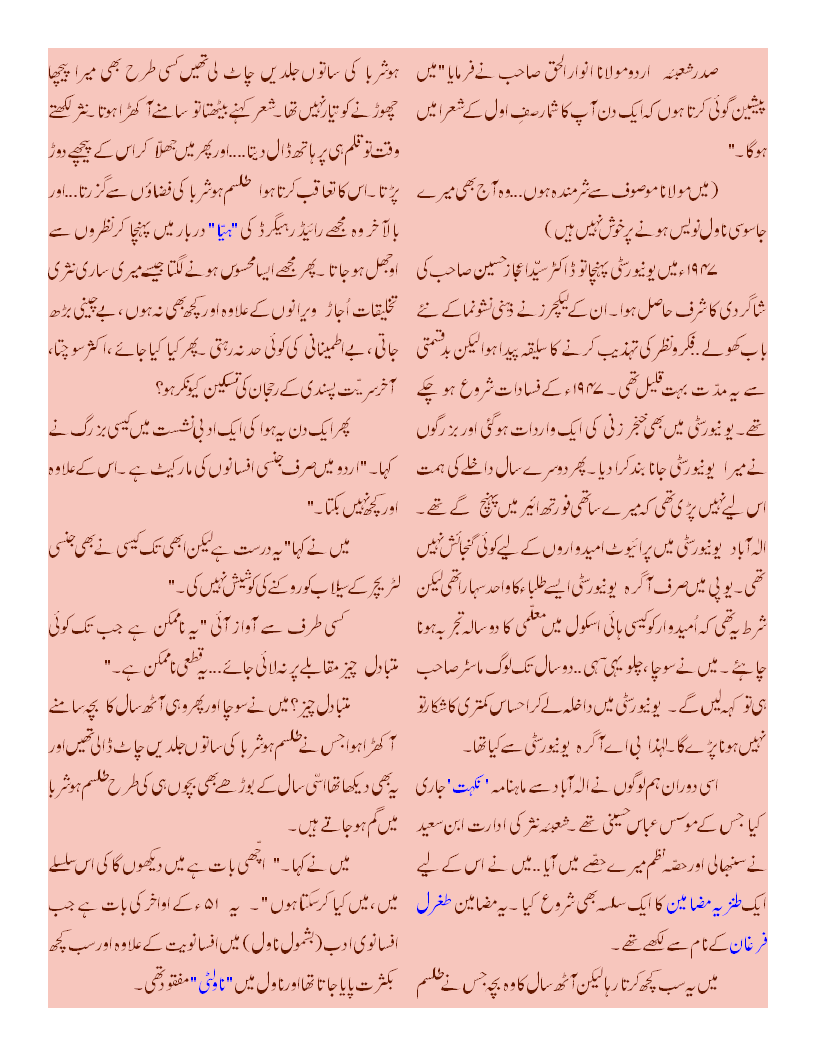 صدر شعبئہ اردو مولانا انوار الحق صاحب نے فرمایا "میں
پیشین گوئی کرتا ہوں کہ ایک دن آپ کا شمار صفِ اول کے شعرا میں
ہوگا۔"
(میں مولانا موصوف سے شرمندہ ہوں...وہ آج بھی میرے
جاسوسی ناول نویس ہونے پر خوش نہیں ہیں)
۱۹۴۷ء میں یونیورسٹی پہنچا تو ڈاکٹر سیّد اعجاز حسین صاحب کی
شاگردی کا شرف حاصل ہوا۔ ان کے لیکچرز نے ذہنی نشونما کے نئے
باب کھولے..فکر و نظر کی تہذیب کرنے کا سلیقہ پیدا ہوا لیکن بدقسمتی
سے یہ مدّت بہت قلیل تھی۔ ۱۹۴۷ء کے فسادات شروع ہو چکے
تھے۔ یونیورسٹی میں بھی خنجر زنی کی ایک واردات ہوگئی اور بزرگوں
نے میرا یونیورسٹی جانا بند کرا دیا۔ پھر دوسرے سال داخلے کی ہمت
اس لیے نہیں پڑی تھی کہ میرے ساتھی فورتھ ائیر میں پہنچ گے تھے۔
الہٰ آباد یونیورسٹی میں پرائیوٹ امیدواروں کے لیے کوئی گنجائش نہیں
تھی۔ یو پی میں صرف آگرہ یونیورسٹی ایسے طلباء کا واحد سہارا تھی لیکن
شرط یہ تھی کہ اُمیدوار کو کیسی ہائی اسکول میں معلّمی کا دو سالہ تجربہ ہونا
چاہئے۔ میں نے سوچا، چلو یہی سہی..دو سال تک لوگ ماسٹر صاحب
ہی تو کہہ لیں گے۔ یونیورسٹی میں داخلہ لے کر احساس کمتری کا شکار تو
نہیں ہونا پڑے گا۔لہٰذا بی اے آگرہ یونیورسٹی سے کیا تھا۔
اسی دوران ہم لوگوں نے الہٰ آباد سے ماہنامہ 'نکہت' جاری
کیا جس کے موسس عباس حسینی تھے۔شعبئہ نثر کی ادارت ابن سعید
نے سنبھالی اور حصّہ نظم میرے حصّے میں آیا..میں نے اس کے لیے
ایک طنزیہ مضامین کا ایک سلسہ بھی شروع کیا۔ یہ مضامین طغرل
فرغان کے نام سے لکھے تھے۔
میں یہ سب کچھ کرتا رہا لیکن آٹھ سال کا وہ بچہ جس نے طلسم
ہوشربا کی ساتوں جلدیں چاٹ لی تھیں کسی طرح بھی میرا پیچھا
چھوڑنے کو تیار نہیں تھا۔شعر کہنے بیٹھتا تو سامنے آ کھڑا ہوتا۔ نثر لکھتے
وقت تو قلم ہی پر ہاتھ ڈال دیتا....اور پھر میں جھلّا کر اس کے پیچھے دوڑ
پڑتا۔اس کا تعاقب کرتا ہوا طلسم ہوشربا کی فضاؤں سے گزرتا...اور
بالآخر وہ مجھے رائیڈر ہیگرڈ کی "ہیّا" دربار میں پہنچا کر نظروں سے
اوجھل ہو جاتا۔پھر مجھے ایسا محسوس ہونے لگتا جیسے میری ساری نثری
تخلیقات اُجاڑ ویرانوں کے علاوہ اور کچھ بھی نہ ہوں، بے چینی بڑھ
جاتی، بے اطمینانی کی کوئی حد نہ رہتی۔پھر کیا کیا جائے، اکثر سوچتا،
آخر سریّت پسندی کے رجحان کی تسکین کیونکر ہو؟
پھر ایک دن یہ ہوا کی ایک ادبی نشست میں کیسی بزرگ نے
کہا۔ "اردو میں صرف جنسی افسانوں کی مارکیٹ ہے۔اس کے علاوہ
اور کچھ نہیں بکتا۔"
میں نے کہا "یہ درست ہے لیکن ابھی تک کیسی نے بھی جنسی
لٹریچر کے سیلاب کو روکنے کی کوشیش نہیں کی۔"
کسی طرف سے آواز آئی "یہ ناممکن ہے جب تک کوئی
متبادل چیز مقابلے پر نہ لائی جائے...یہ قطعی ناممکن ہے۔"
متبادل چیز؟ میں نے سوچا اور پھر وہی آٹھ سال کا بچہ سامنے
آ کھڑا ہوا جس نے طلسم ہوشربا کی ساتوں جلدیں چاٹ ڈالی تھیں اور
یہ بھی دیکھا تھا اسّی سال کے بوڑھے بھی بچوں ہی کی طرح طلسم ہوشربا
میں گم ہو جاتے ہیں۔
میں نے کہا۔" اچّھی بات ہے میں دیکھوں گا کی اس سلسلے
میں، میں کیا کرسکتا ہوں"۔ یہ ۵۱ء کے اواخر کی بات ہے جب
افسانوی ادب (بشمول ناول) میں افسانویت کے علاوہ اور سب کچھ
بکثرت پایا جاتا تھا اور ناول میں "ناولٹی" مفقود تھی۔